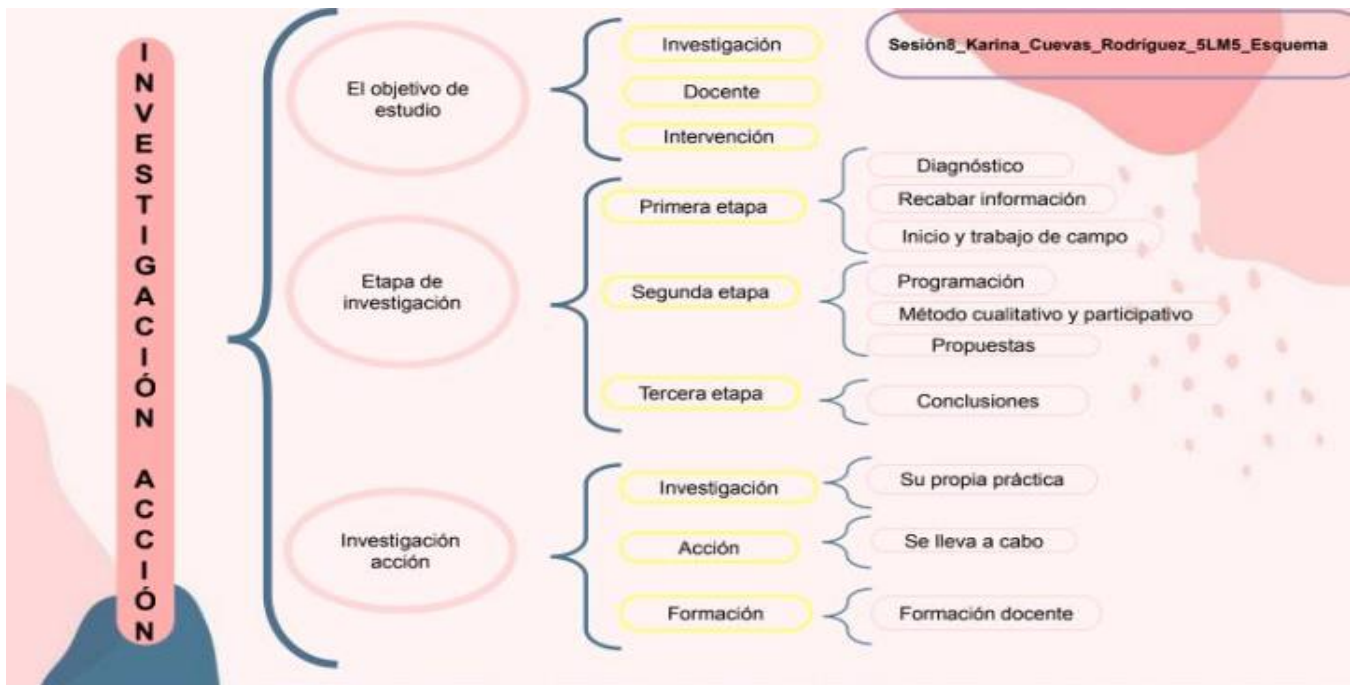 INVESTIGACIÓN ACCIÓN
Sesión8_Karina_Cuevas_Rodríguez_5LM5_Esquema
El objetivo de
estudio
Investigación
Docente
Intervención
Etapa de
investigación
Primera etapa
Diagnóstico
Recabar información
Inicio y trabajo de campo
Segunda etapa
Programación
Método cualitativo y participativo
Propuestas
Tercera etapa
Conclusiones
Investigación
acción
Investigación
Su propia práctica
Acción
Se lleva a cabo
Formación
Formación docente